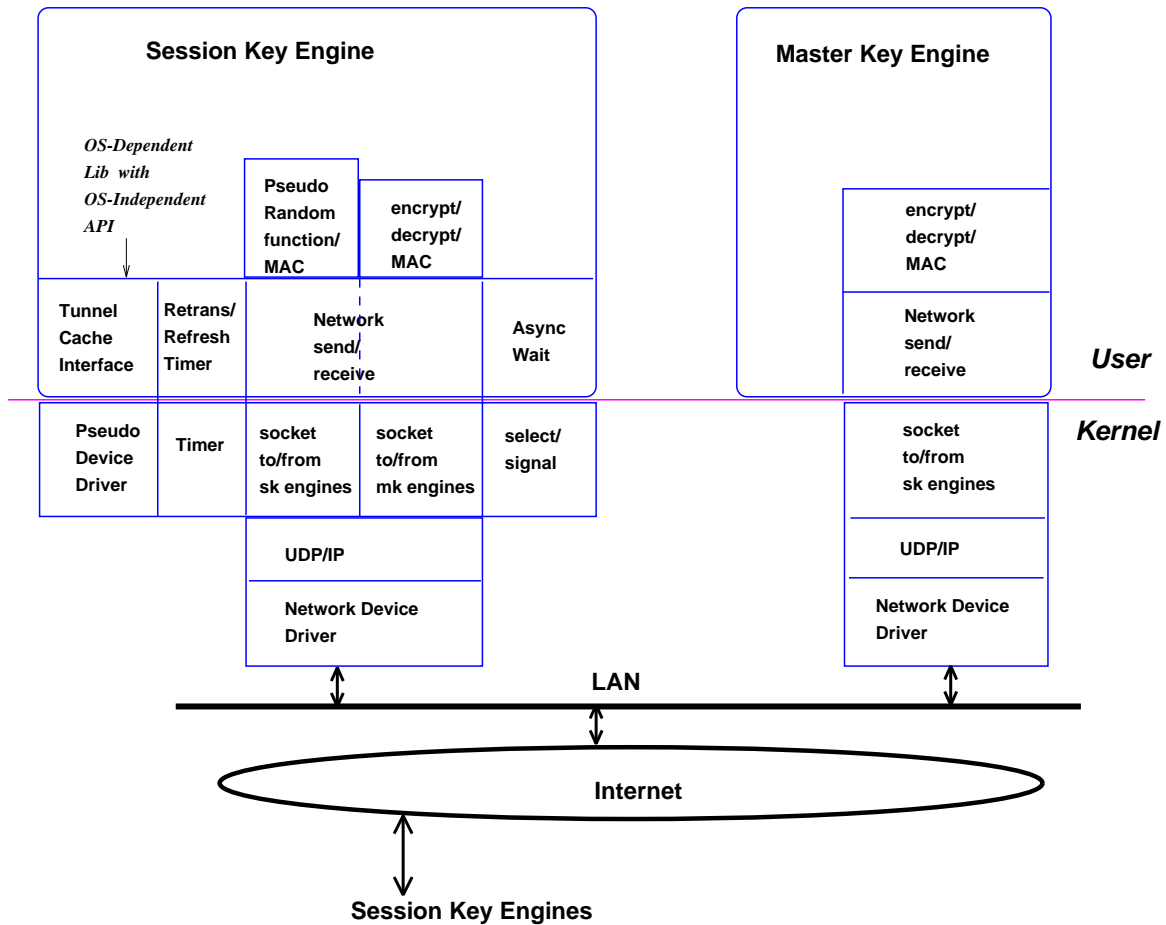 Session Key Engine
Master Key Engine
OS-Dependent
Lib with
OS-Independent
API
Pseudo
Random
function/
MAC
encrypt/
decrypt/
MAC
encrypt/
decrypt/
MAC
Tunnel
Cache
Interface
Retrans/
Refresh
Timer
Network
send/
receive
Async
Wait
Network
send/
receive
User
Kernel
Pseudo
Device
Driver
Timer
socket
to/from
sk engines
socket
to/from
mk engines
select/
signal
socket
to/from
sk engines
UDP/IP
UDP/IP
Network Device
Driver
Network Device
Driver
LAN
Internet
Session Key Engines